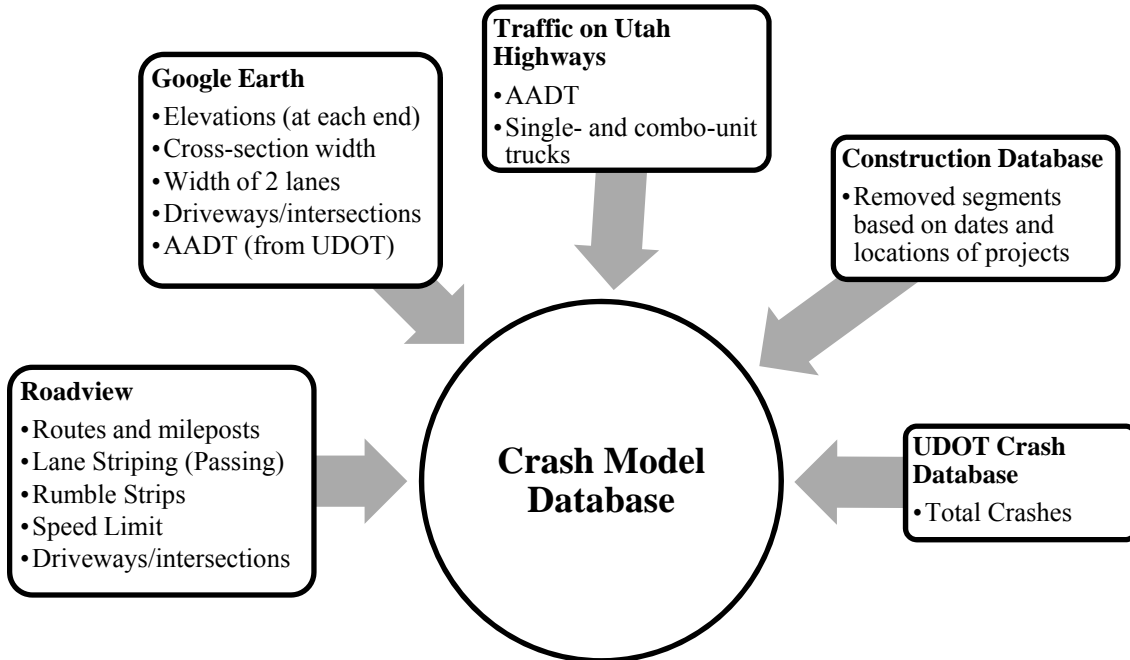 Traffic on Utah
Highways
•AADT
•Single- and combo-unit
trucks
Google Earth
•Elevations (at each end)
•Cross-section width
•Width of 2 lanes
•Driveways/intersections
•AADT (from UDOT)
Construction Database
•Removed segments
based on dates and
locations of projects
Roadview
•Routes and mileposts
•Lane Striping (Passing)
•Rumble Strips
•Speed Limit
•Driveways/intersections
Crash Model
Database
UDOT Crash
Database
•Total Crashes